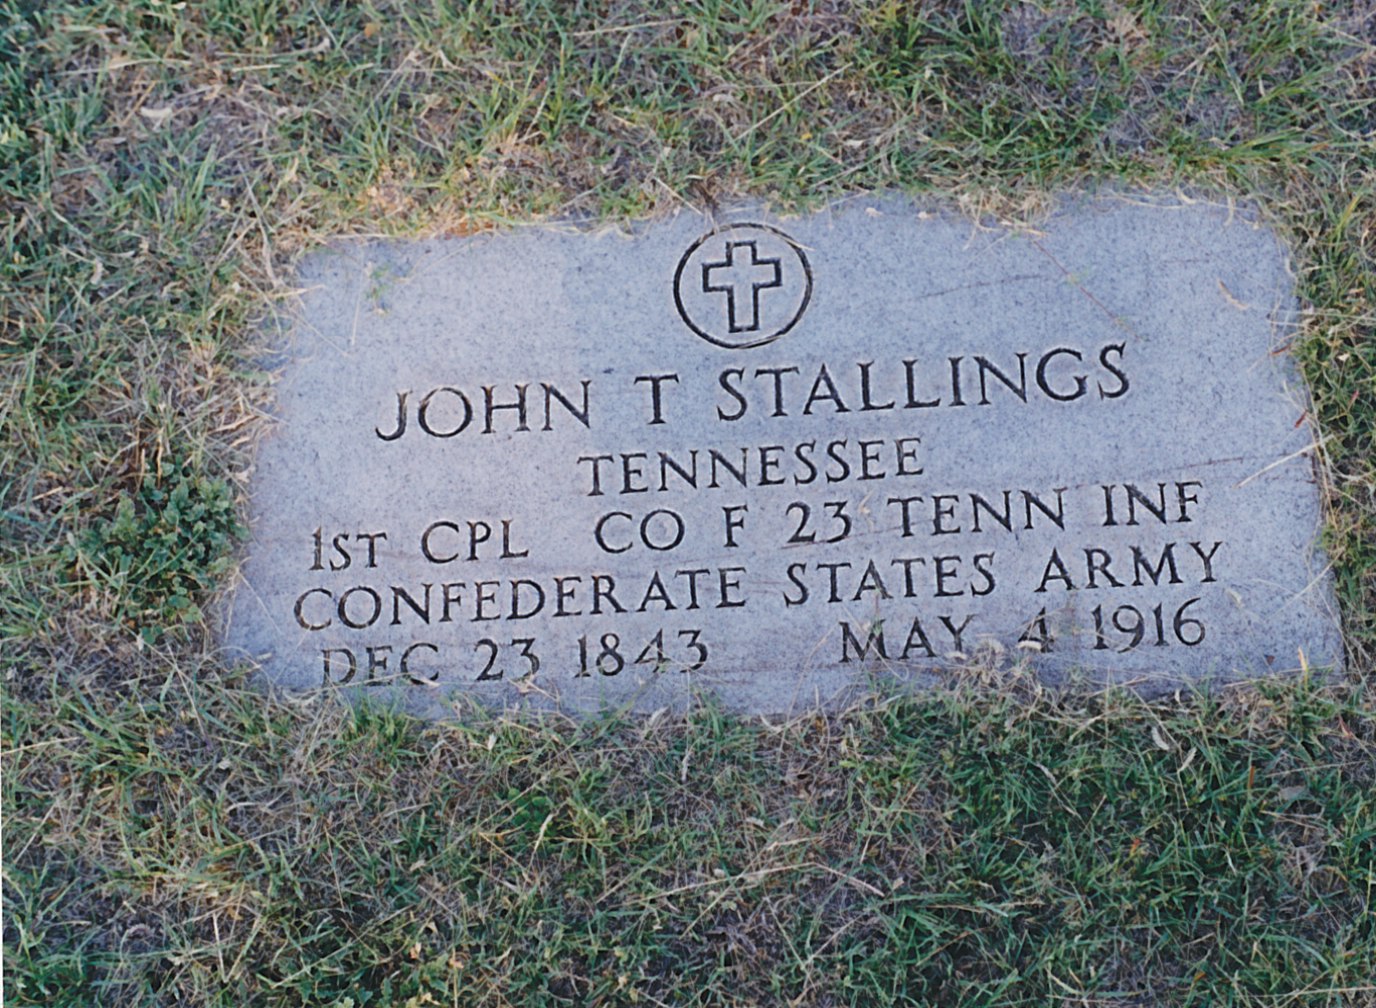 JOHN T STALLINGS
TENNESSEE
1ST CPL CO F 23 TENN INF
CONFEDERATE STATES ARMY
DEC 23 1843 MAY 4 1916